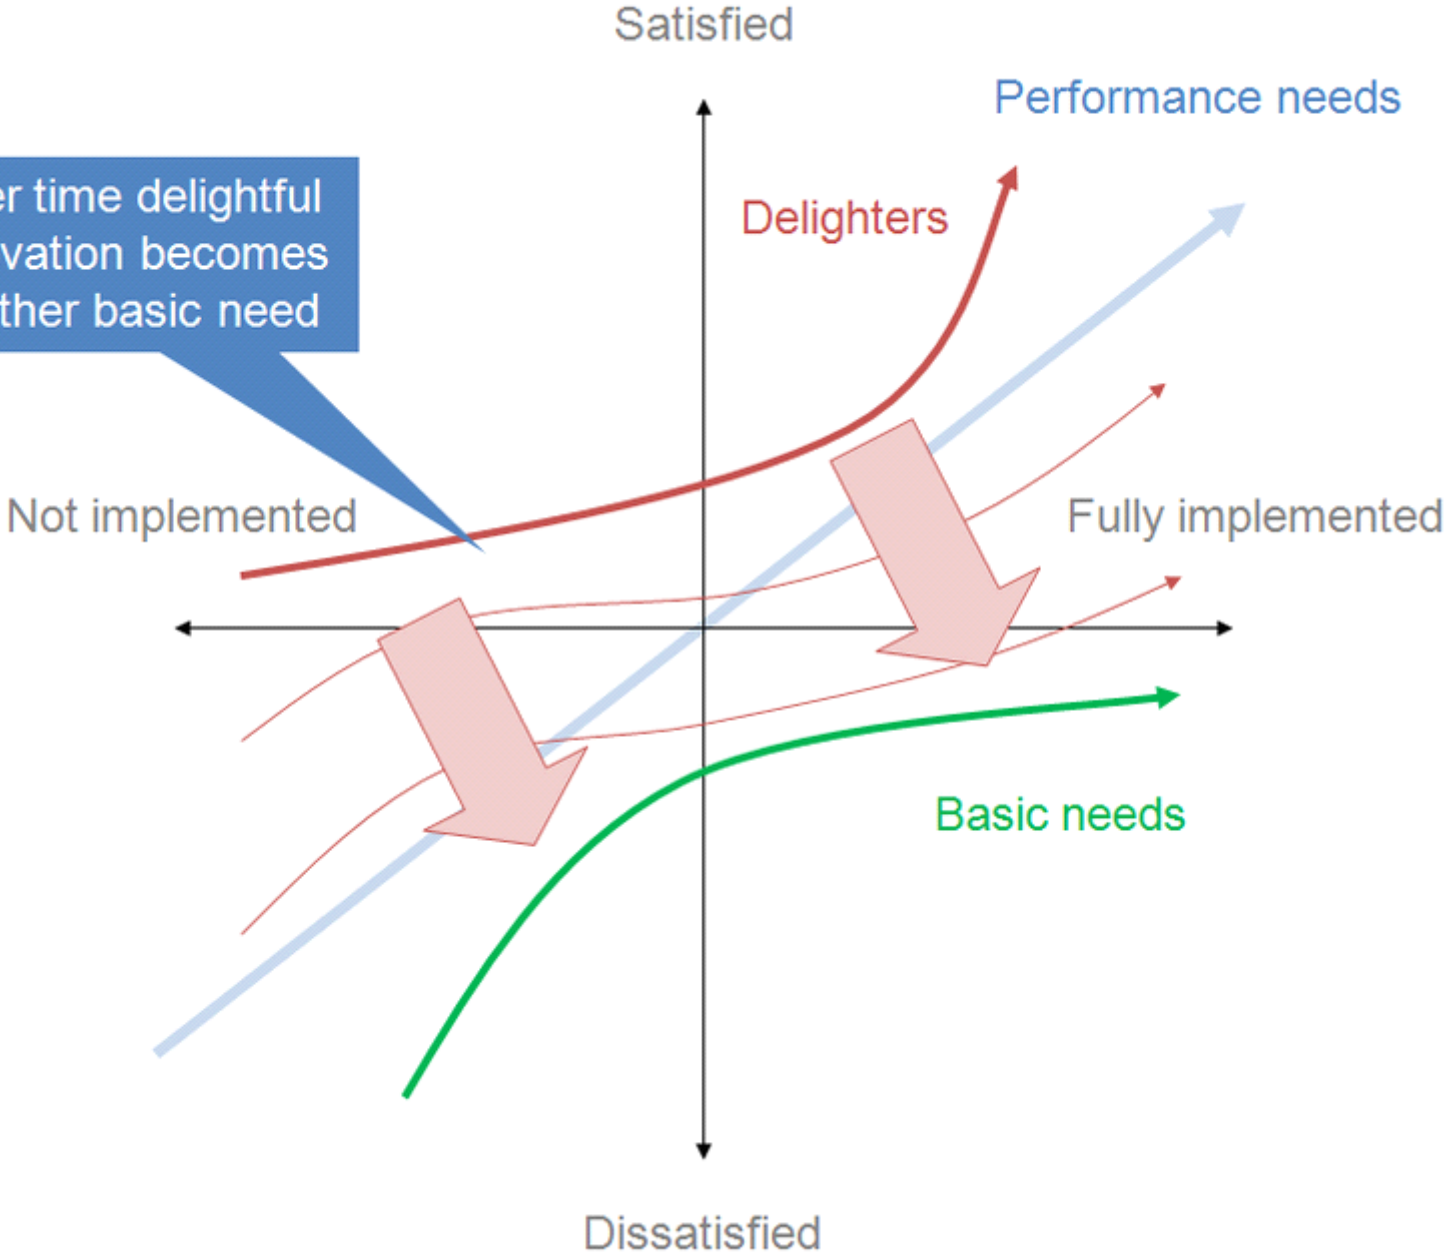 Satisfied
Performance needs
er time delightful
vation becomes
ther basic need
Delighters
Not implemented
Fully implemented
Basic needs
Dissatisfied